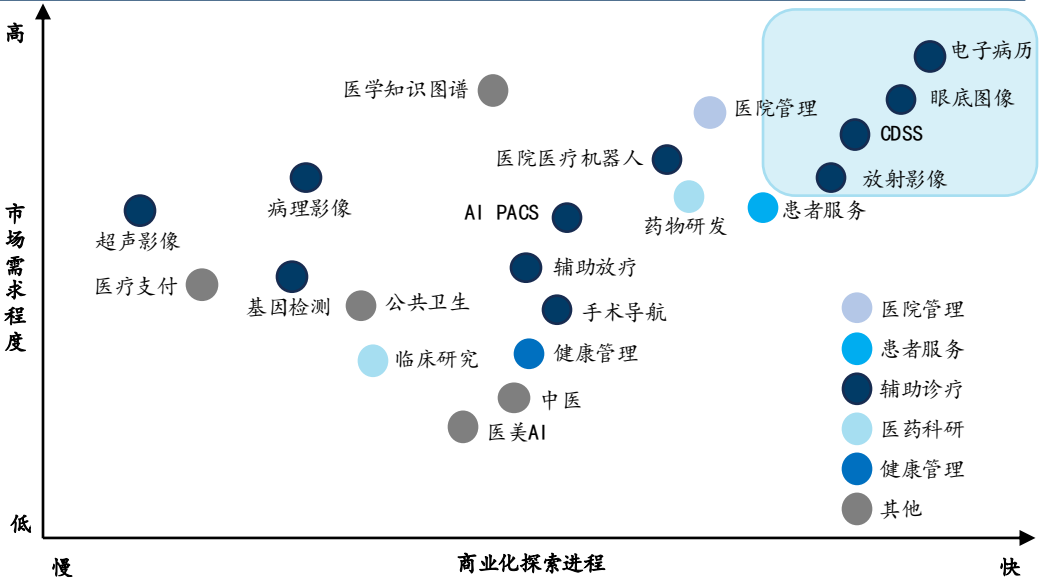 高
电子病历
医学知识图谱
眼底图像
医院管理
CDSS
医院医疗机器人
放射影像
病理影像
药物研发
患者服务
AI PACS
超声影像
市场需求程度
辅助放疗
医疗支付
基因检测
公共卫生
手术导航
医院管理
临床研究
健康管理
患者服务
中医
辅助诊疗
医美AI
医药科研
健康管理
其他
低
慢
商业化探索进程
快